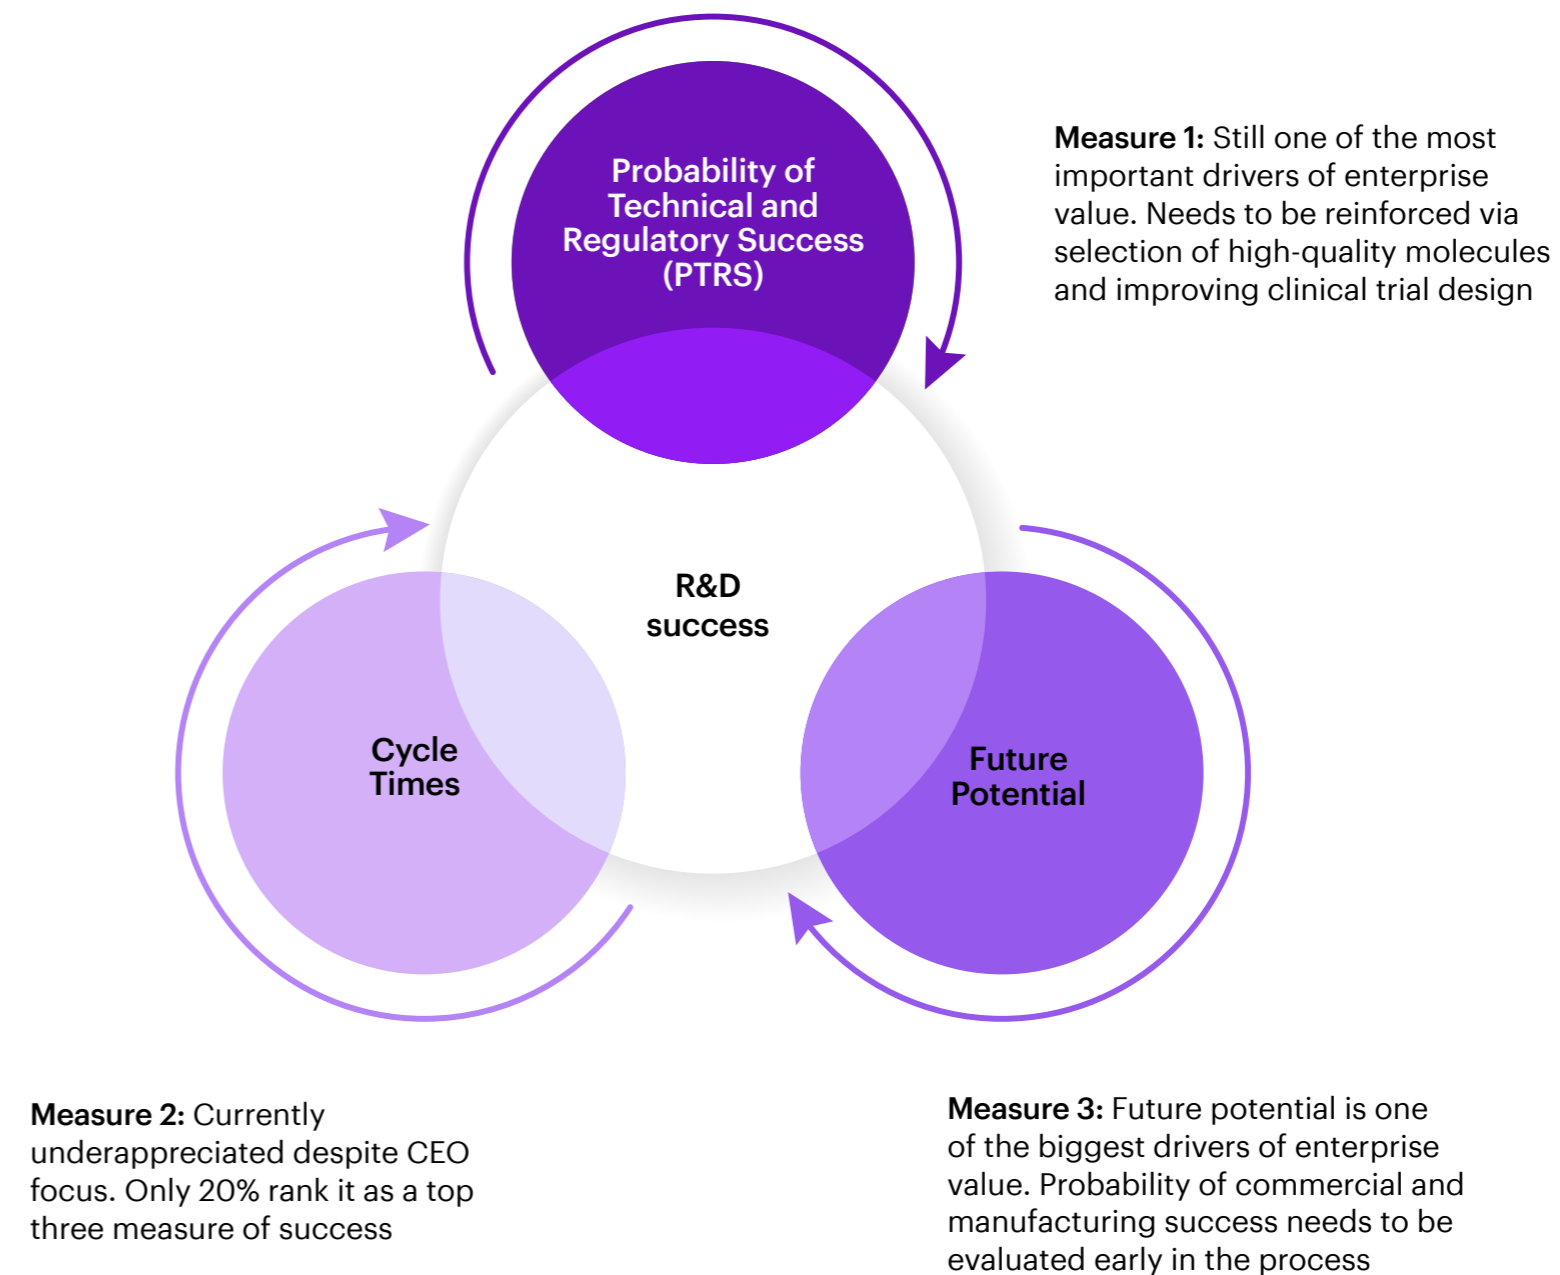 Probability of
Technical and
Regulatory Success
(PTRS)
Measure 1: Still one of the most
important drivers of enterprise
value. Needs to be reinforced via
selection of high-quality molecules
and improving clinical trial design
R&D
success
Cycle
Times
Future
Potential
Measure 2: Currently
underappreciated despite CEO
focus. Only 20% rank it as a top
three measure of success
Measure 3: Future potential is one
of the biggest drivers of enterprise
value. Probability of commercial and
manufacturing success needs to be
evaluated early in the process